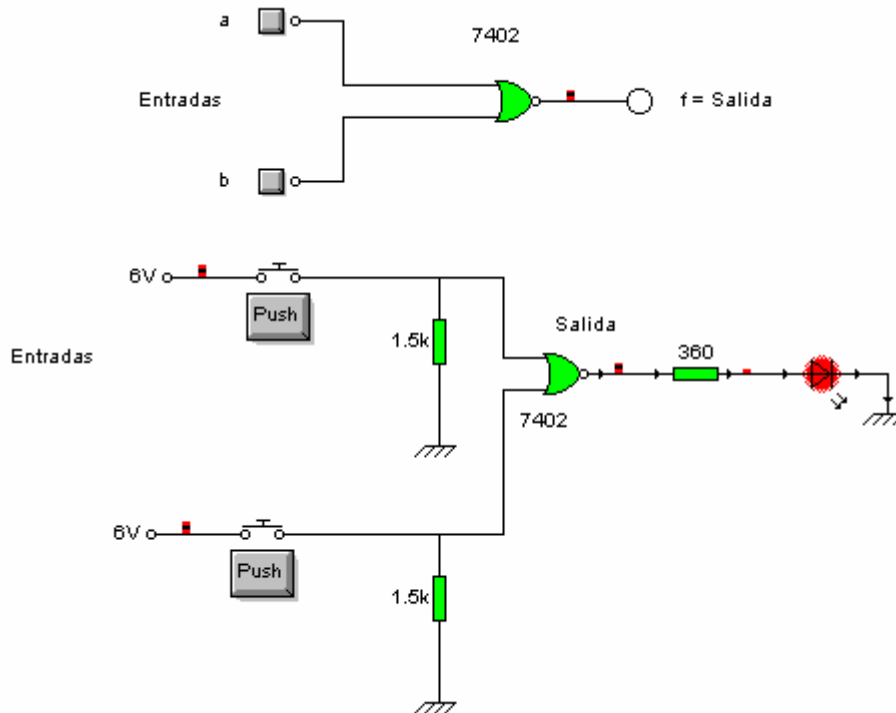 a
7402
Entradas
f = Salida
b
6V
Push
1.5k
Salida
360
Entradas
7402
6V
Push
1.5k